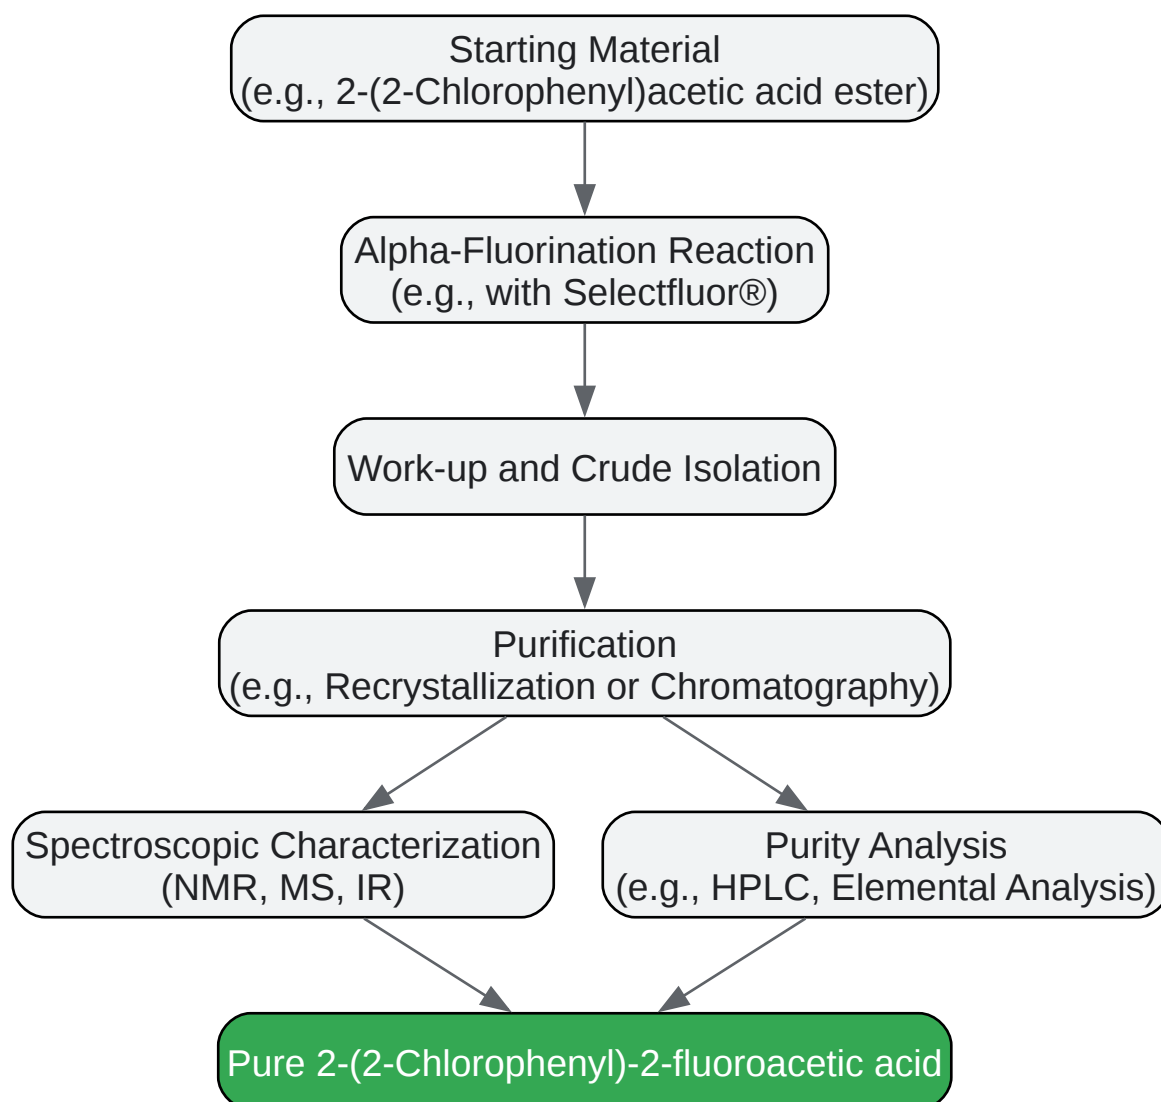 Starting Material
(e.g., 2-(2-Chlorophenyl)acetic acid ester)
Alpha-Fluorination Reaction
(e.g., with Selectfluor®)
Work-up and Crude Isolation
Purification
(e.g., Recrystallization or Chromatography)
Spectroscopic Characterization
(NMR, MS, IR)
Purity Analysis
(e.g., HPLC, Elemental Analysis)
Pure 2-(2-Chlorophenyl)-2-fluoroacetic acid